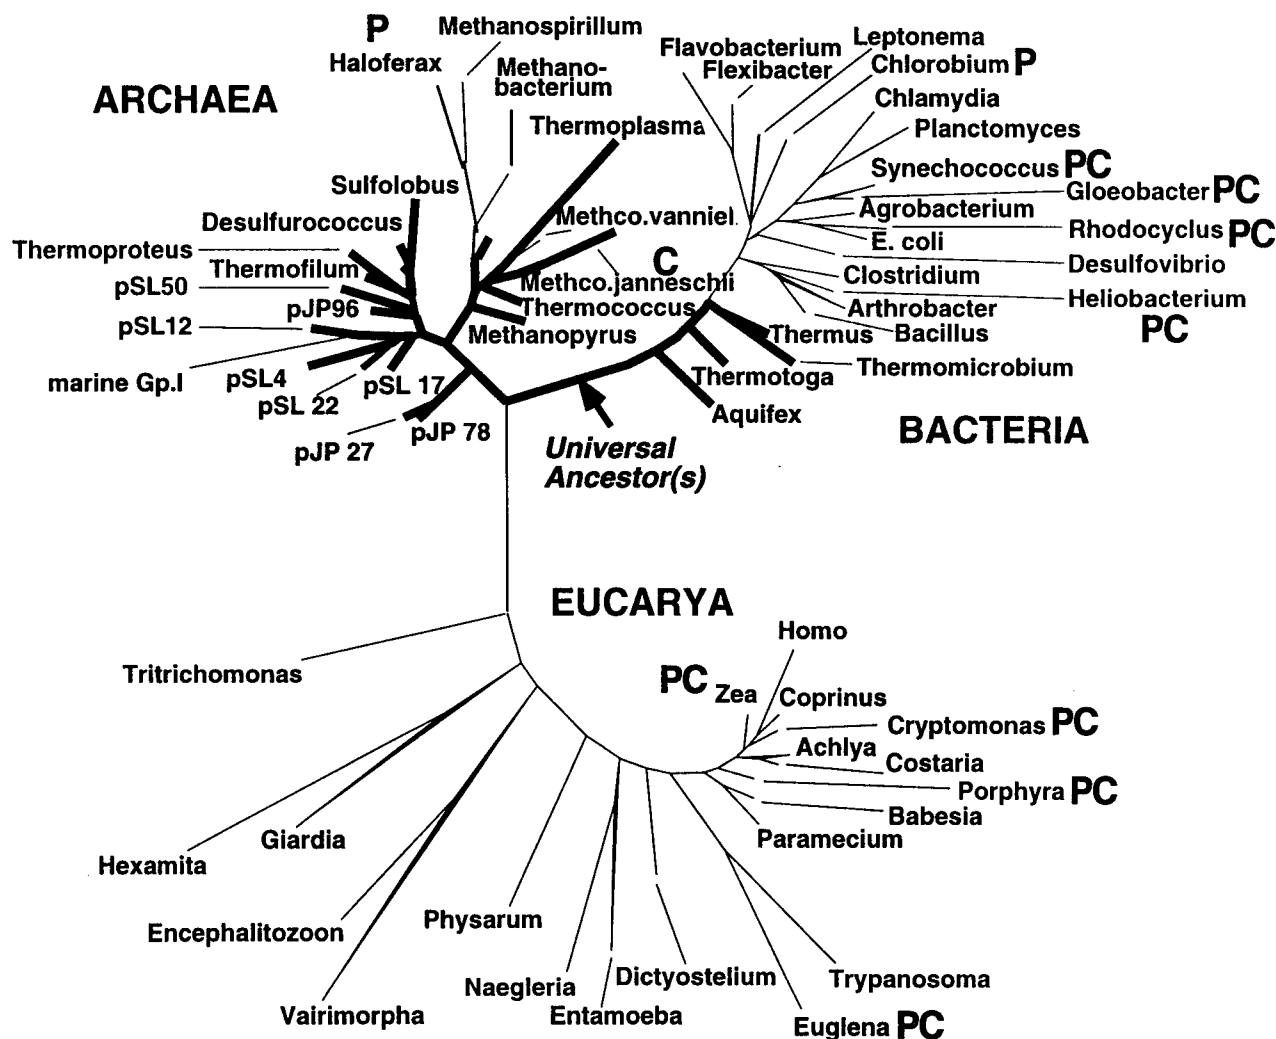 P
Methanospirillum
Haloferax
Methano-
bacterium
ARCHAEA
Thermoplasma
Sulfolobus
Desulfurococcus
Methco.vanniel
Thermoproteus
Thermofilum
C
pSL50
Methco.janneschli
pJP96
Thermococcus
pSL12
Methanopyrus
marine Gp.I
pSL4
pSL 17
pSL 22
pJP 78
pJP 27
Universal
Ancestor(s)
Flavobacterium
Flexibacter
Leptonema
Chlorobium P
Chlamydia
Planctomyces
Synechococcus PC
Gloeobacter PC
Agrobacterium
Rhodocyclus PC
E. coli
Desulfovibrio
Clostridium
Heliobacterium
PC
Arthrobacter
Bacillus
Thermus
Thermomicrobium
Thermotoga
Aquifex
BACTERIA
EUCARYA
Homo
Tritrichomonas
PC Zea
Coprinus
Cryptomonas PC
Achlya
Costaria
Porphyra PC
Babesia
Paramecium
Giardia
Hexamita
Physarum
Encephalitozoon
Dictyostelium
Trypanosoma
Naegleria
Vairimorpha
Entamoeba
Euglena PC